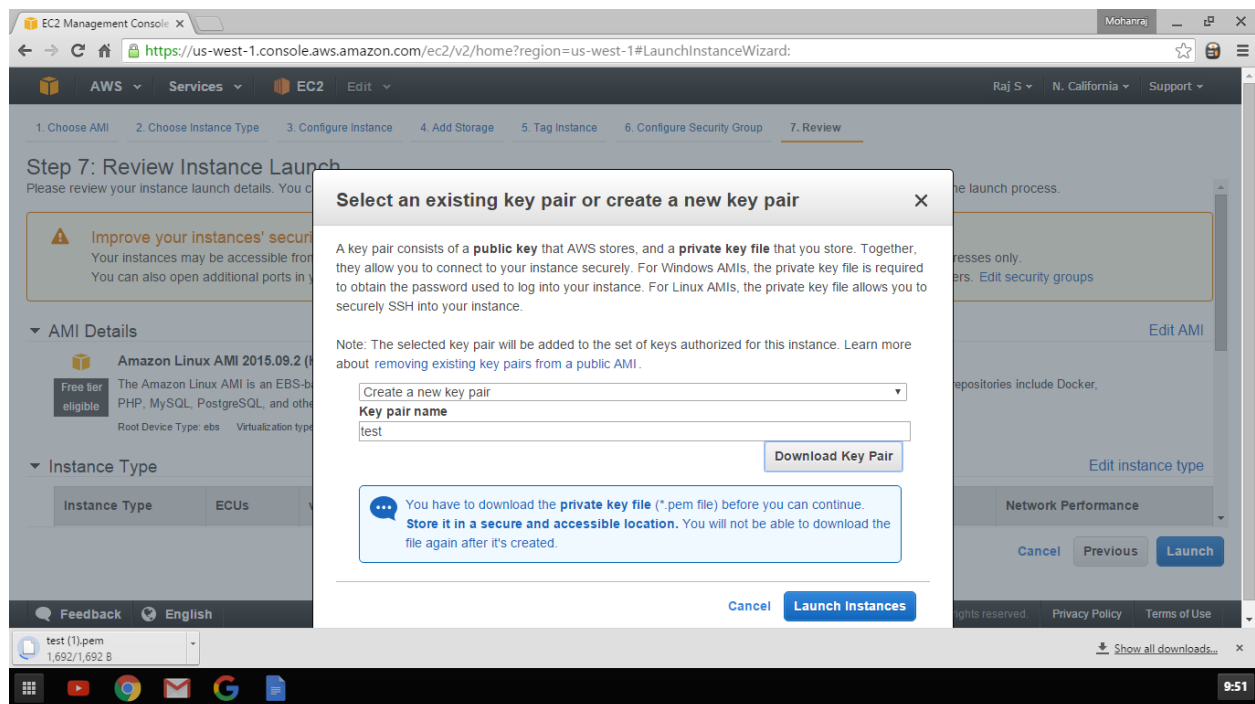 EC2 Management Console
Mohanraj
https://us-west-1.console.aws.amazon.com/ec2/v2/home?region=us-west-1#LaunchInstanceWizard:
AWS Services EC2 Edit Raj S N. California Support
1. Choose AMI 2. Choose Instance Type 3. Configure Instance 4. Add Storage 5. Tag Instance 6. Configure Security Group 7. Review
Step 7: Review Instance Launch
Please review your instance launch details. You c he launch process.
Improve your instances' securi
Your instances may be accessible from resses only.
You can also open additional ports in y ers. Edit security groups
AMI Details Edit AMI
Amazon Linux AMI 2015.09.2 (H
Free tier eligible
The Amazon Linux AMI is an EBS-ba repositories include Docker,
PHP, MySQL, PostgreSQL, and othe
Root Device Type: ebs Virtualization type
Instance Type Edit instance type
Instance Type ECUs v Network Performance
Cancel Previous Launch
Select an existing key pair or create a new key pair
A key pair consists of a public key that AWS stores, and a private key file that you store. Together,
they allow you to connect to your instance securely. For Windows AMIs, the private key file is required
to obtain the password used to log into your instance. For Linux AMIs, the private key file allows you to
securely SSH into your instance.
Note: The selected key pair will be added to the set of keys authorized for this instance. Learn more
about removing existing key pairs from a public AMI.
Create a new key pair
Key pair name
test
Download Key Pair
You have to download the private key file (*.pem file) before you can continue.
Store it in a secure and accessible location. You will not be able to download the
file again after it's created.
Cancel Launch Instances
Feedback English rights reserved. Privacy Policy Terms of Use
test (1).pem
1,692/1,692 B
Show all downloads...
9:51